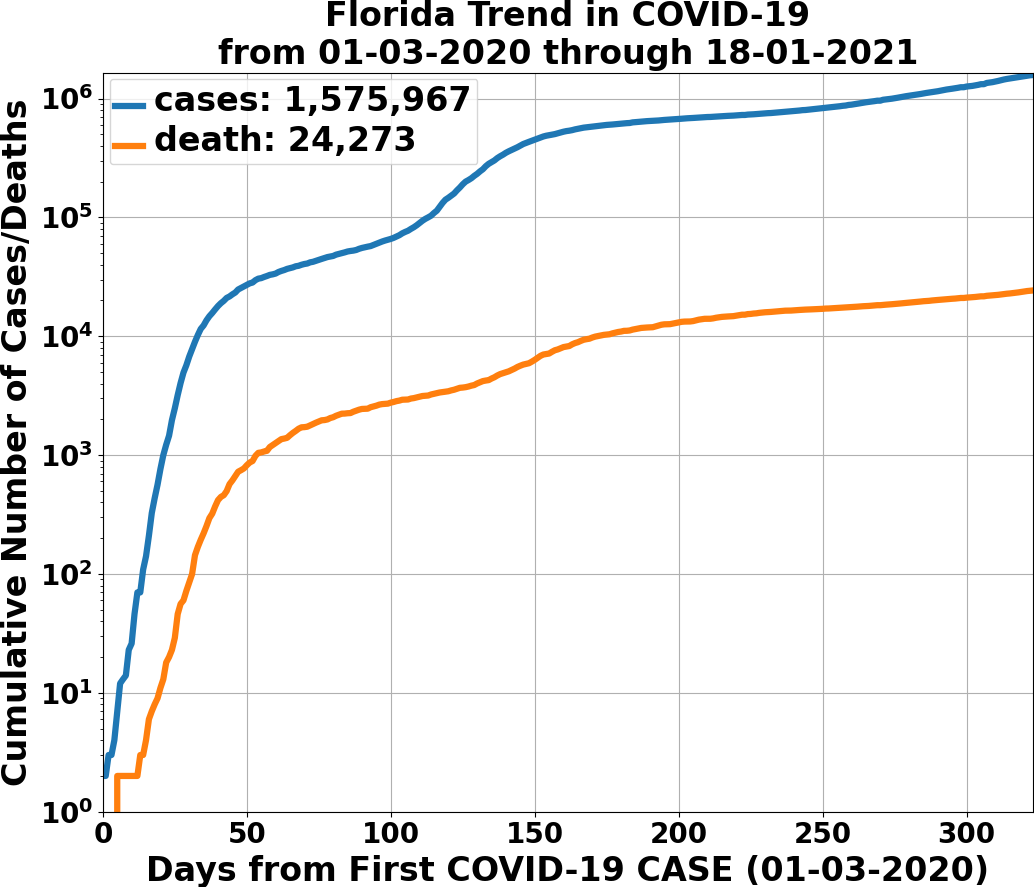 Florida Trend in COVID-19
from 01-03-2020 through 18-01-2021
cases: 1,575,967
death: 24,273
Cumulative Number of Cases/Deaths
10⁶
10⁵
10⁴
10³
10²
10¹
10⁰
0 50 100 150 200 250 300
Days from First COVID-19 CASE (01-03-2020)